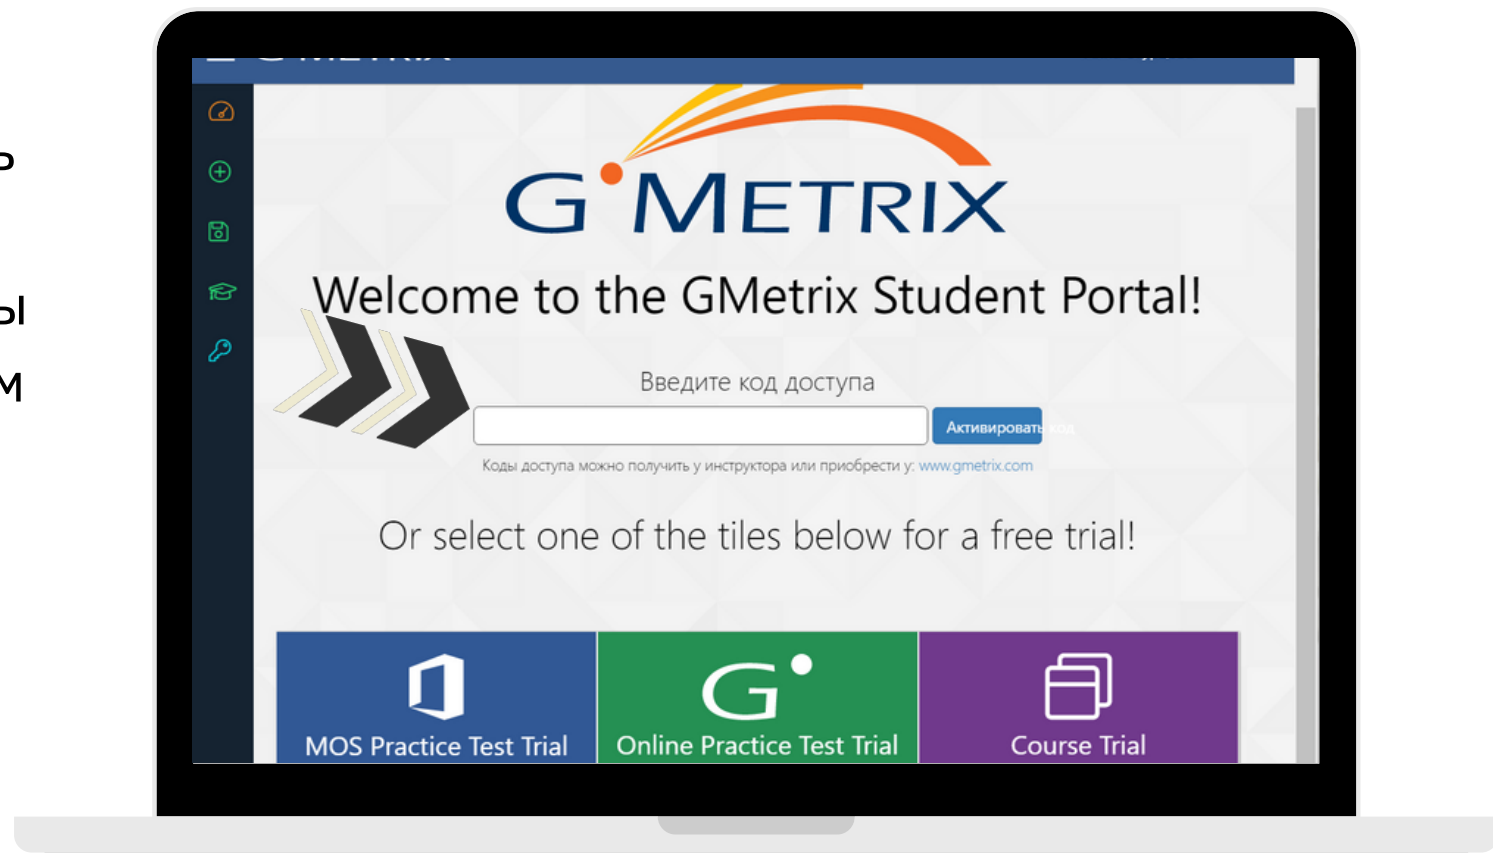 ь
ы
м
G METRIX
Welcome to the GMetrix Student Portal!
Введите код доступа
Активировать код
Коды доступа можно получить у инструктора или приобрести у: www.gmetrix.com
Or select one of the tiles below for a free trial!
MOS Practice Test Trial
G
Online Practice Test Trial
Course Trial